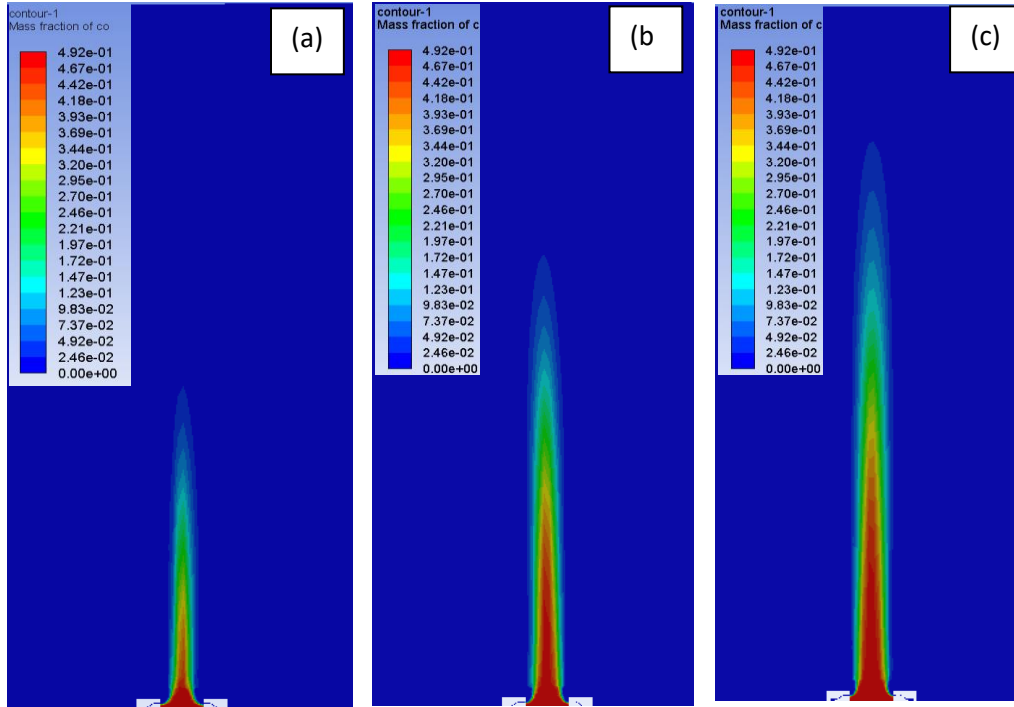 contour-1
Mass fraction of co
(a)
4.92e-01
4.67e-01
4.42e-01
4.18e-01
3.93e-01
3.69e-01
3.44e-01
3.20e-01
2.95e-01
2.70e-01
2.46e-01
2.21e-01
1.97e-01
1.72e-01
1.47e-01
1.23e-01
9.83e-02
7.37e-02
4.92e-02
2.46e-02
0.00e+00
contour-1
Mass fraction of c
(b)
4.92e-01
4.67e-01
4.42e-01
4.18e-01
3.93e-01
3.69e-01
3.44e-01
3.20e-01
2.95e-01
2.70e-01
2.46e-01
2.21e-01
1.97e-01
1.72e-01
1.47e-01
1.23e-01
9.83e-02
7.37e-02
4.92e-02
2.46e-02
0.00e+00
contour-1
Mass fraction of c
(c)
4.92e-01
4.67e-01
4.42e-01
4.18e-01
3.93e-01
3.69e-01
3.44e-01
3.20e-01
2.95e-01
2.70e-01
2.46e-01
2.21e-01
1.97e-01
1.72e-01
1.47e-01
1.23e-01
9.83e-02
7.37e-02
4.92e-02
2.46e-02
0.00e+00